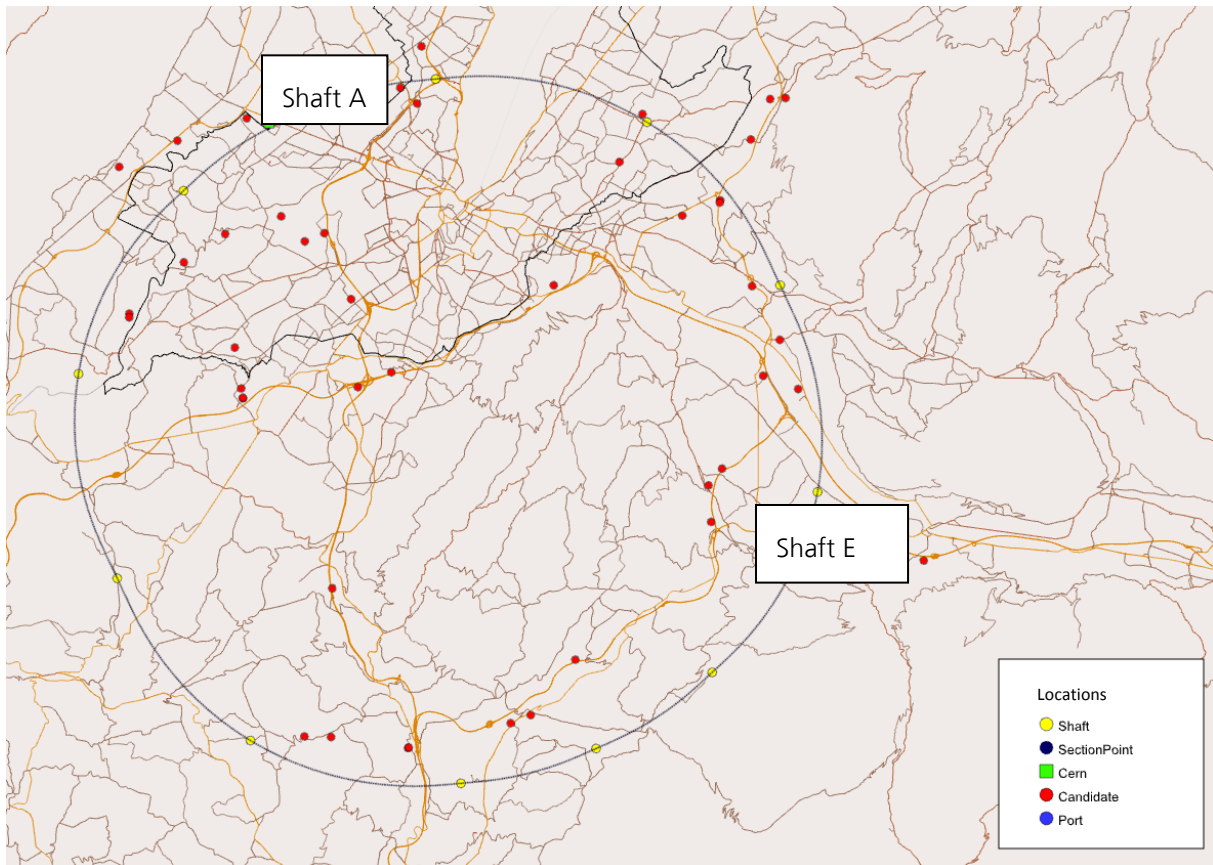 Shaft A
Shaft E
Locations
Shaft
SectionPoint
Cern
Candidate
Port